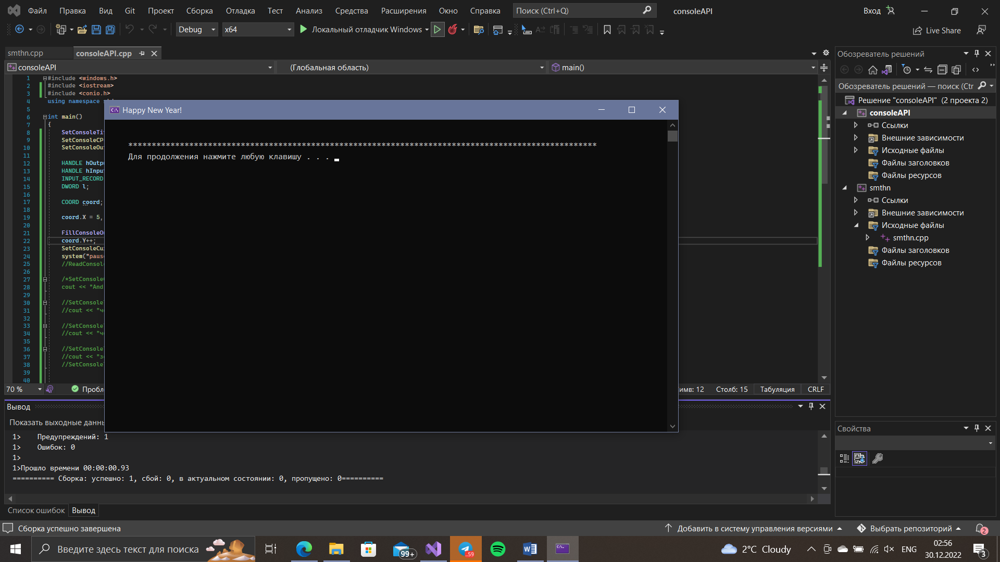 Файл Правка Вид Git Проект Сборка Отладка Тест Анализ Средства Расширения Окно Справка Поиск (Ctrl+Q) consoleAPI Вход
Debug x64 Локальный отладчик Windows Live Share
smthn.cpp consoleAPI.cpp
consoleAPI (Глобальная область) main()
1 #include <windows.h>
2 #include <iostream>
3 #include <conio.h>
4 using namespace
5
6 int main()
7 {
8 SetConsoleTi
9 SetConsoleCP
10 SetConsoleOu
11
12 HANDLE hOutp
13 HANDLE hInpu
14 INPUT_RECORD
15 DWORD l;
16
17 COORD coord;
18
19 coord.X = 5,
20
21 FillConsoleO
22 coord.Y++;
23 SetConsoleCu
24 system("paus
25 //ReadConsol
26
27 /*SetConsole
28 cout << "And
29
30 //SetConsole
31 //cout << "ч
32
33 //SetConsole
34 //cout << "ч
35
36 //SetConsole
37 //cout << "з
38 //SetConsole
39
40
Happy New Year!
****************************************************************************************************
Для продолжения нажмите любую клавишу . . .
70 % Пробл имв: 12 Столб: 15 Табуляция CRLF
Вывод
Показать выходные данн
1> Предупреждений: 1
1> Ошибок: 0
1>
1>Прошло времени 00:00:00.93
========== Сборка: успешно: 1, сбой: 0, в актуальном состоянии: 0, пропущено: 0==========
Список ошибок Вывод
Обозреватель решений
Обозреватель решений — поиск (Ctr
Решение "consoleAPI" (2 проекта 2)
consoleAPI
Ссылки
Внешние зависимости
Исходные файлы
Файлы заголовков
Файлы ресурсов
smthn
Ссылки
Внешние зависимости
Исходные файлы
smthn.cpp
Файлы заголовков
Файлы ресурсов
Свойства
Сборка успешно завершена Добавить в систему управления версиями Выбрать репозиторий 2
Введите здесь текст для поиска 99+ ..59 2°C Cloudy ENG 02:56
30.12.2022 3